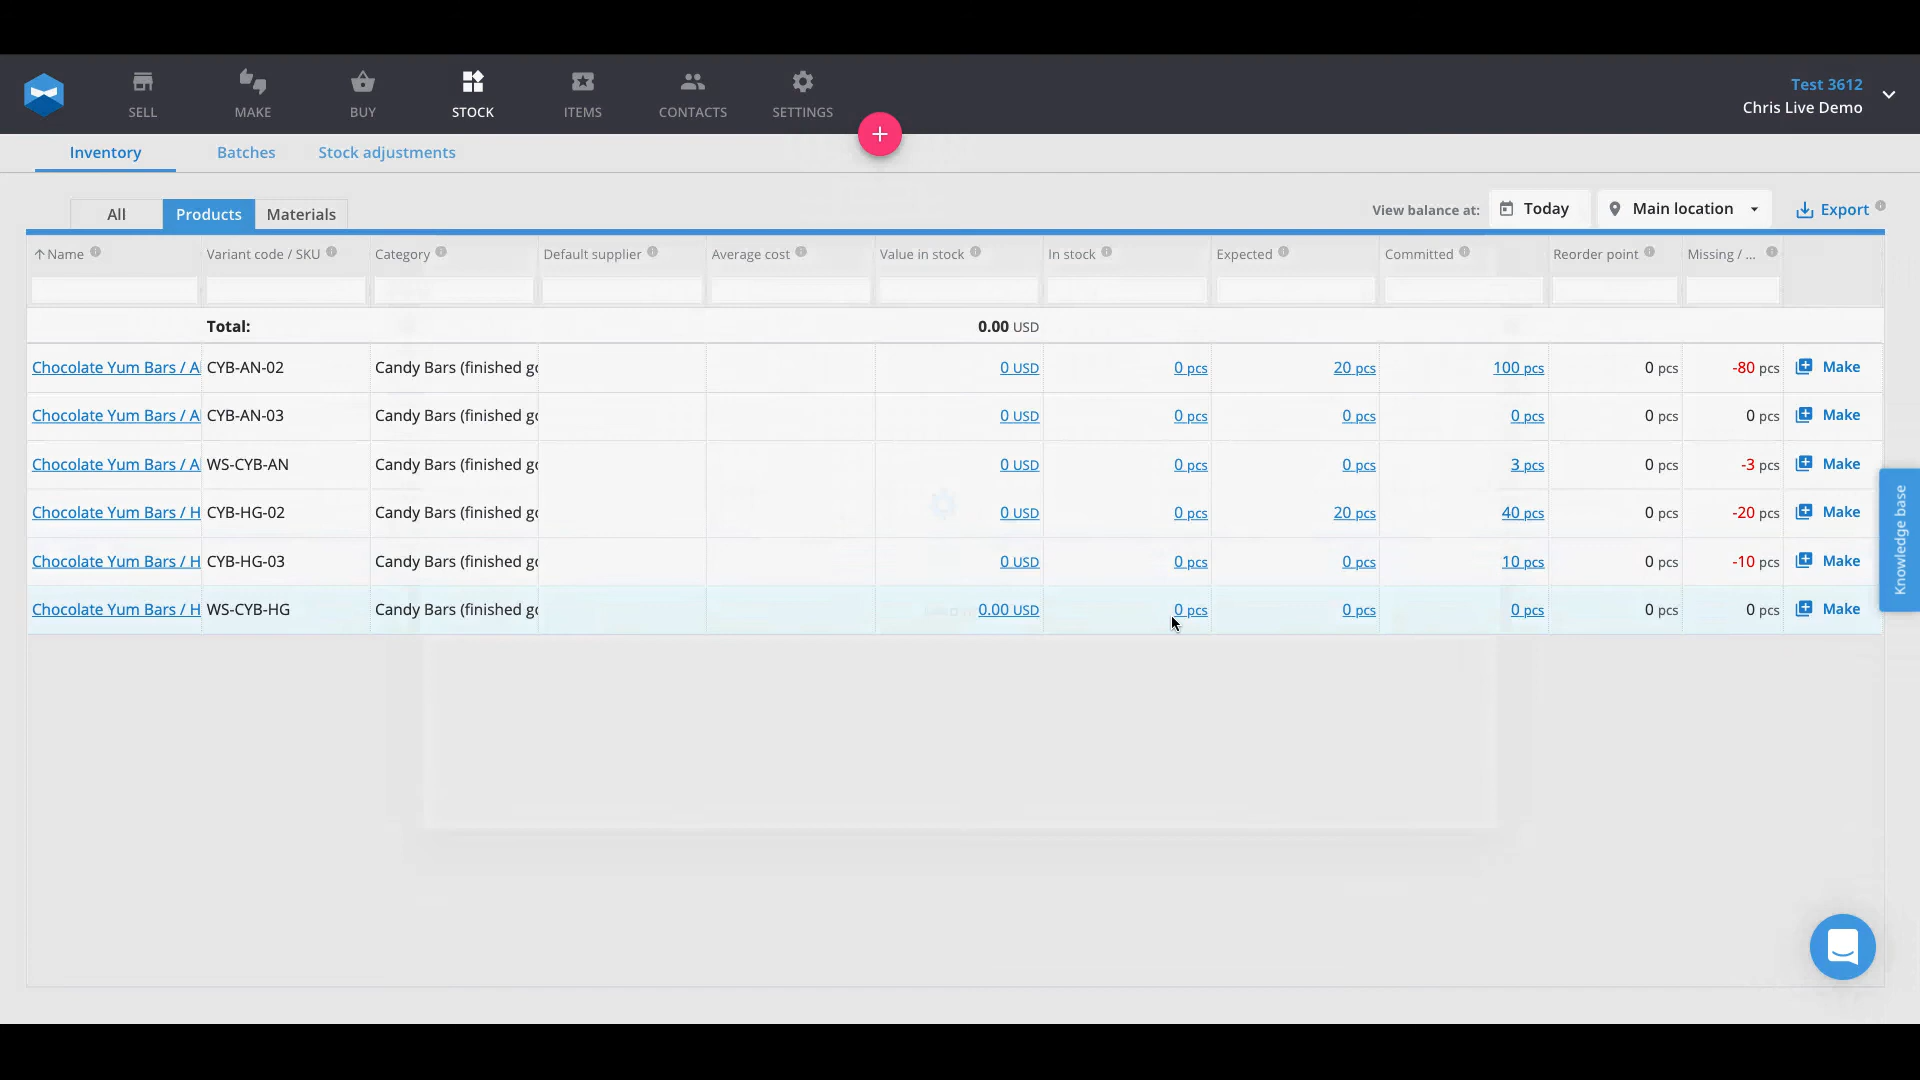 Test 3612
Chris Live Demo
SELL MAKE BUY STOCK ITEMS CONTACTS SETTINGS
+
Inventory Batches Stock adjustments
All Products Materials
View balance at: Today Main location Export
Name Variant code / SKU Category Default supplier Average cost Value in stock In stock Expected Committed Reorder point Missing / ...
Total: 0.00 USD
Chocolate Yum Bars / A CYB-AN-02 Candy Bars (finished go 0 USD 0 pcs 20 pcs 100 pcs 0 pcs -80 pcs Make
Chocolate Yum Bars / A CYB-AN-03 Candy Bars (finished go 0 USD 0 pcs 0 pcs 0 pcs 0 pcs 0 pcs Make
Chocolate Yum Bars / A WS-CYB-AN Candy Bars (finished go 0 USD 0 pcs 0 pcs 3 pcs 0 pcs -3 pcs Make
Chocolate Yum Bars / H CYB-HG-02 Candy Bars (finished go 0 USD 0 pcs 20 pcs 40 pcs 0 pcs -20 pcs Make
Chocolate Yum Bars / H CYB-HG-03 Candy Bars (finished go 0 USD 0 pcs 0 pcs 10 pcs 0 pcs -10 pcs Make
Chocolate Yum Bars / H WS-CYB-HG Candy Bars (finished go 0.00 USD 0 pcs 0 pcs 0 pcs 0 pcs 0 pcs Make
Knowledge base